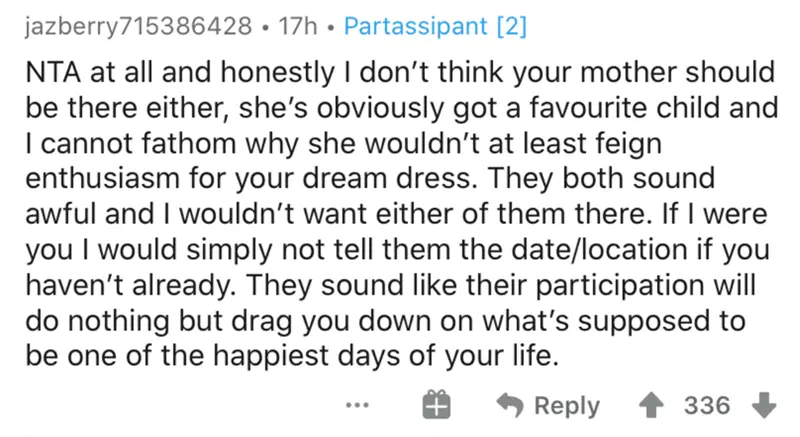 jazberry715386428 • 17h • Partassipant [2]
NTA at all and honestly I don’t think your mother should
be there either, she’s obviously got a favourite child and
I cannot fathom why she wouldn’t at least feign
enthusiasm for your dream dress. They both sound
awful and I wouldn’t want either of them there. If I were
you I would simply not tell them the date/location if you
haven’t already. They sound like their participation will
do nothing but drag you down on what’s supposed to
be one of the happiest days of your life.
... Reply 336